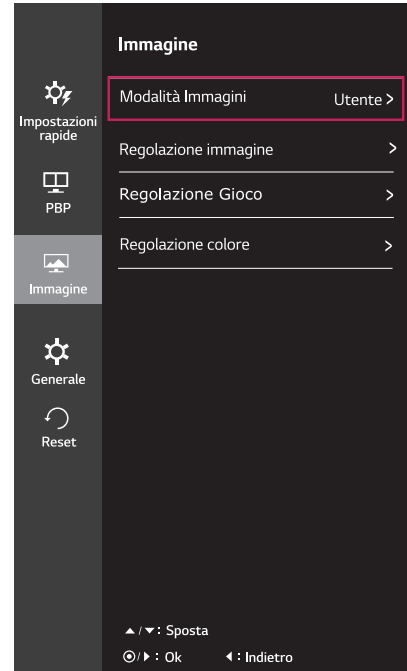 Immagine
Impostazioni
rapide
PBP
Immagine
Generale
Reset
Modalità Immagini Utente >
Regolazione immagine >
Regolazione Gioco >
Regolazione colore >
▲/▼: Sposta
⦿/▶ : Ok ◀ : Indietro